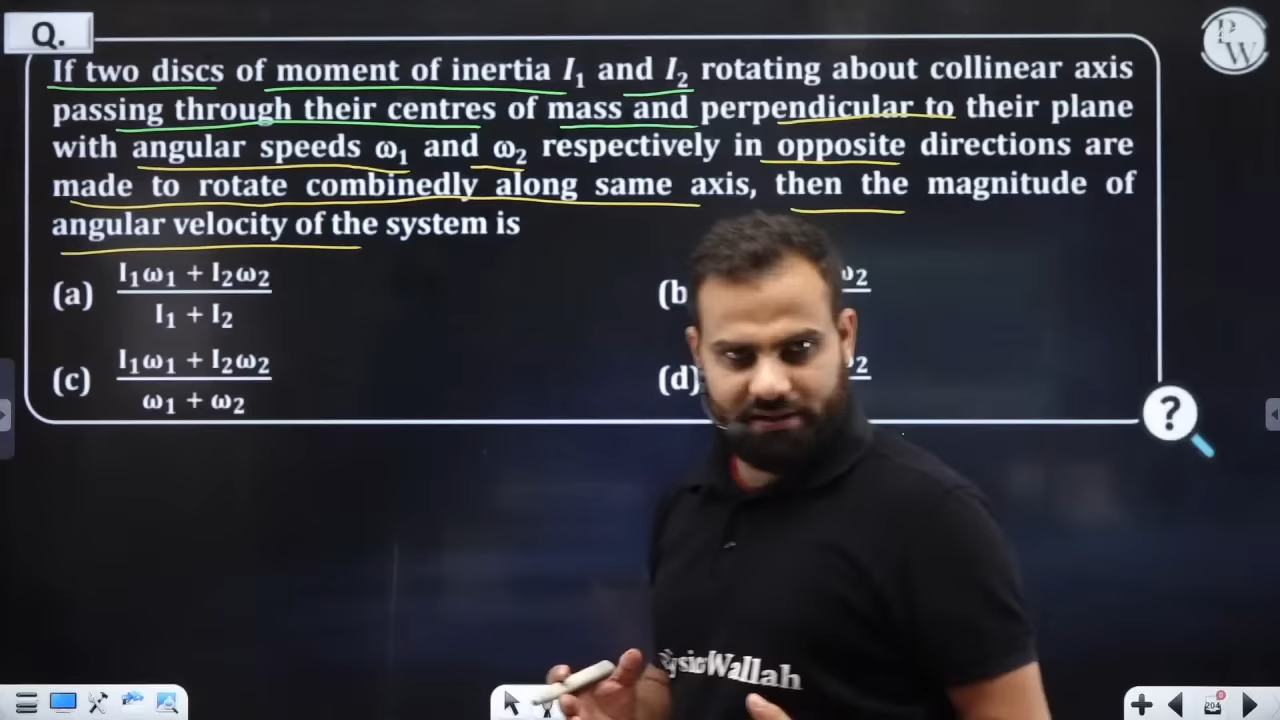 Q.
PW
If two discs of moment of inertia I₁ and I₂ rotating about collinear axis
passing through their centres of mass and perpendicular to their plane
with angular speeds ω₁ and ω₂ respectively in opposite directions are
made to rotate combinedly along same axis, then the magnitude of
angular velocity of the system is
(a) I₁ω₁ + I₂ω₂ / I₁ + I₂
(b
(c) I₁ω₁ + I₂ω₂ / ω₁ + ω₂
(d)
?
Wallah
204